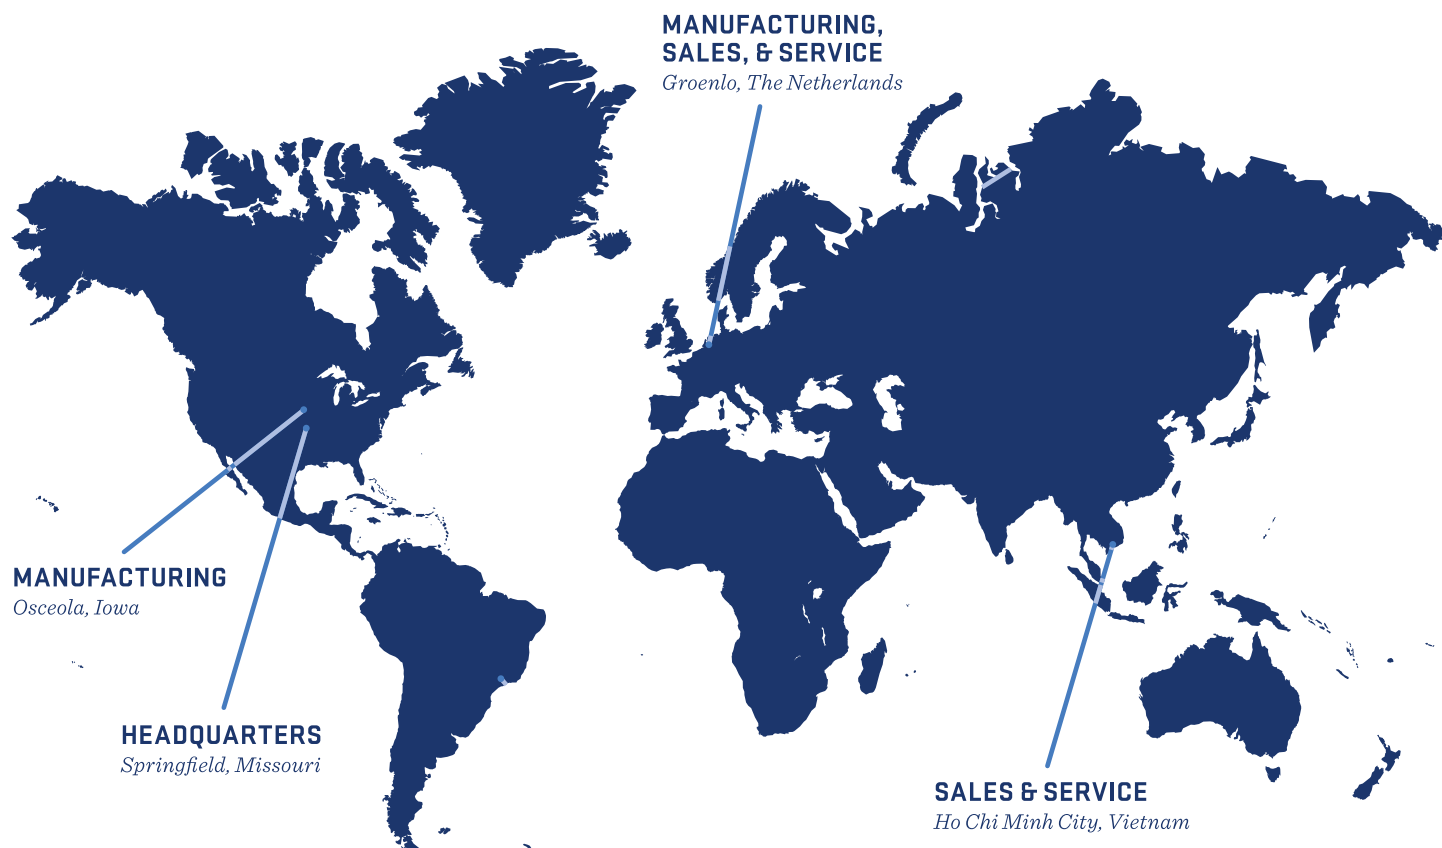 MANUFACTURING,
SALES, & SERVICE
Groenlo, The Netherlands
MANUFACTURING
Osceola, Iowa
HEADQUARTERS
Springfield, Missouri
SALES & SERVICE
Ho Chi Minh City, Vietnam